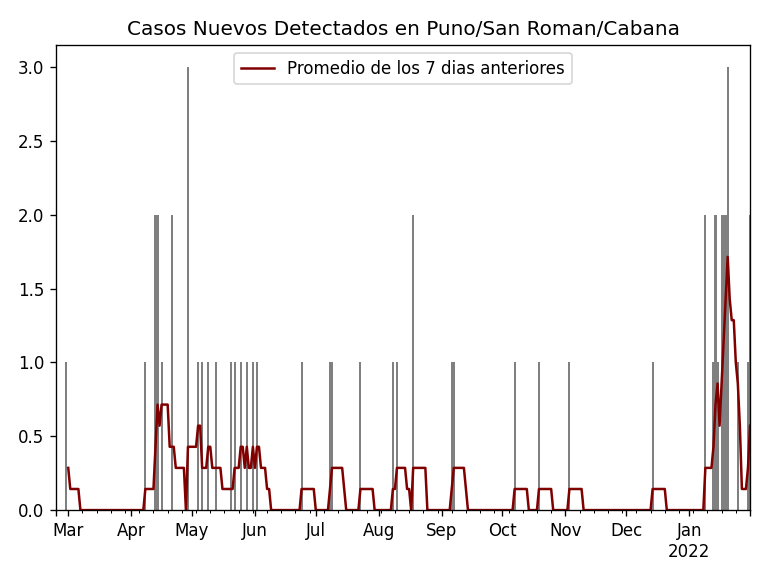 Casos Nuevos Detectados en Puno/San Roman/Cabana
Promedio de los 7 dias anteriores
3.0
2.5
2.0
1.5
1.0
0.5
0.0
Mar Apr May Jun Jul Aug Sep Oct Nov Dec Jan
2022